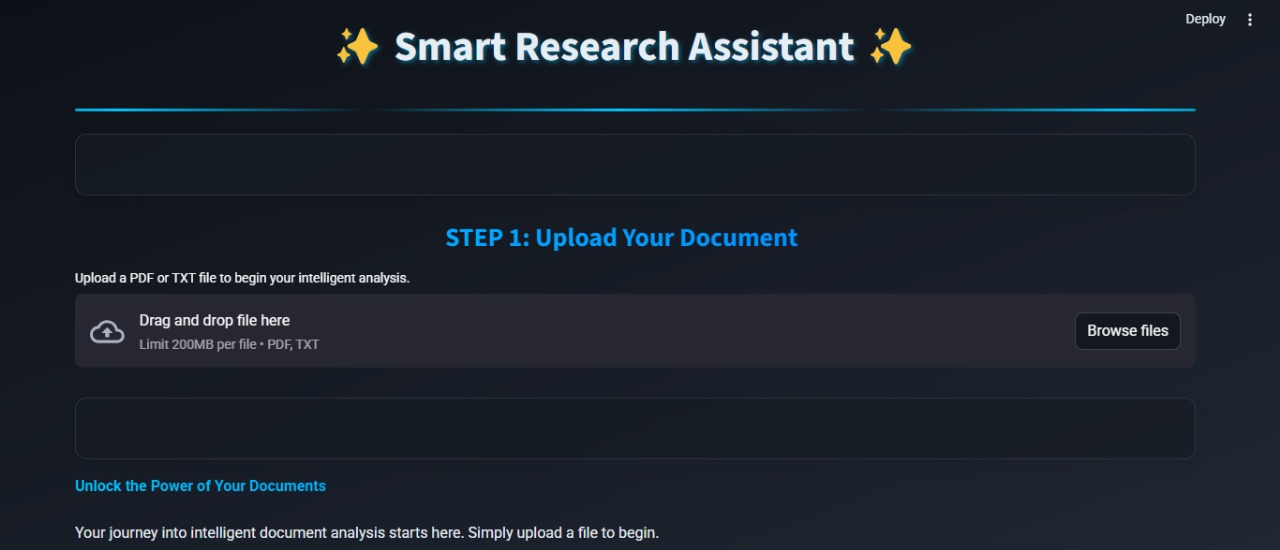 Deploy
✨ Smart Research Assistant ✨
STEP 1: Upload Your Document
Upload a PDF or TXT file to begin your intelligent analysis.
Drag and drop file here
Limit 200MB per file • PDF, TXT
Browse files
Unlock the Power of Your Documents
Your journey into intelligent document analysis starts here. Simply upload a file to begin.